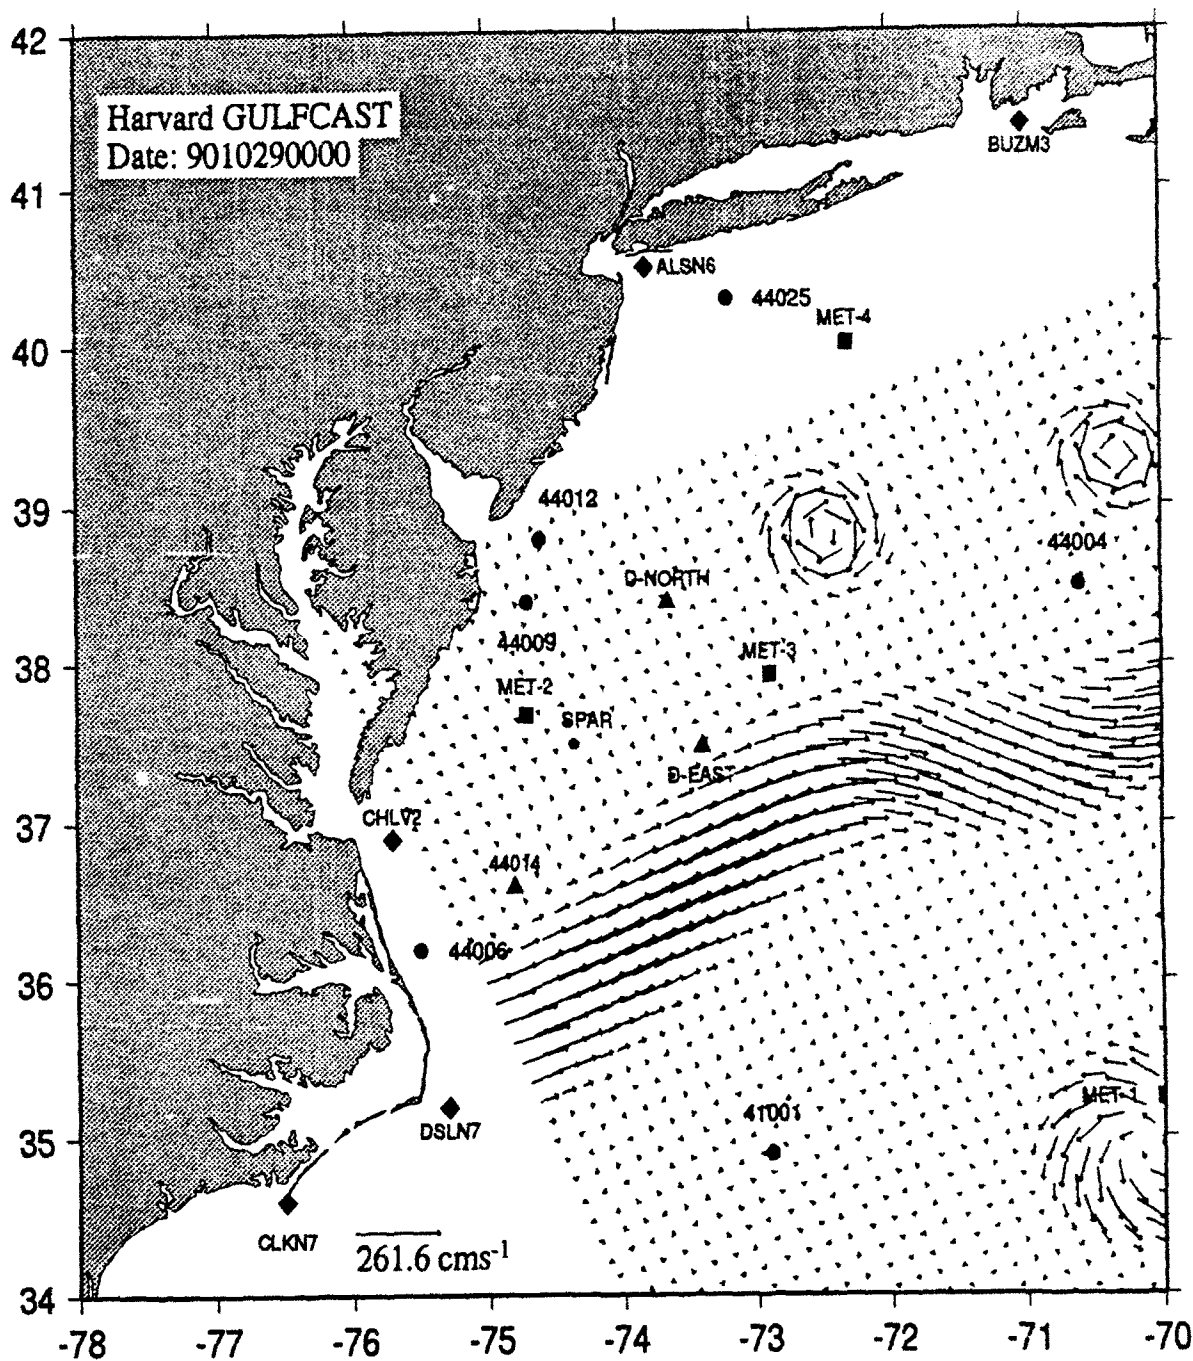 42
Harvard GULFCAST
Date: 9010290000
BUZM3
41
ALSN6
44025
MET-4
40
44012
39
44004
D-NORTH
44009
MET-3
38
MET-2
SPAR
D-EAST
37
CHLV2
44014
44006
36
MET-1
41001
35
DSLN7
CLKN7
261.6 cms-1
34
-78 -77 -76 -75 -74 -73 -72 -71 -70